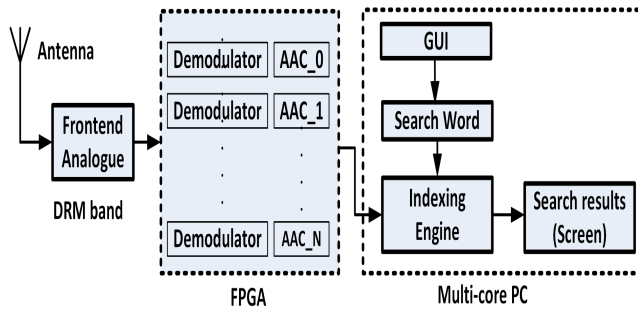 Antenna
Frontend
Analogue
DRM band
Demodulator AAC_0
Demodulator AAC_1
Demodulator AAC_N
FPGA
GUI
Search Word
Indexing
Engine
Search results
(Screen)
Multi-core PC